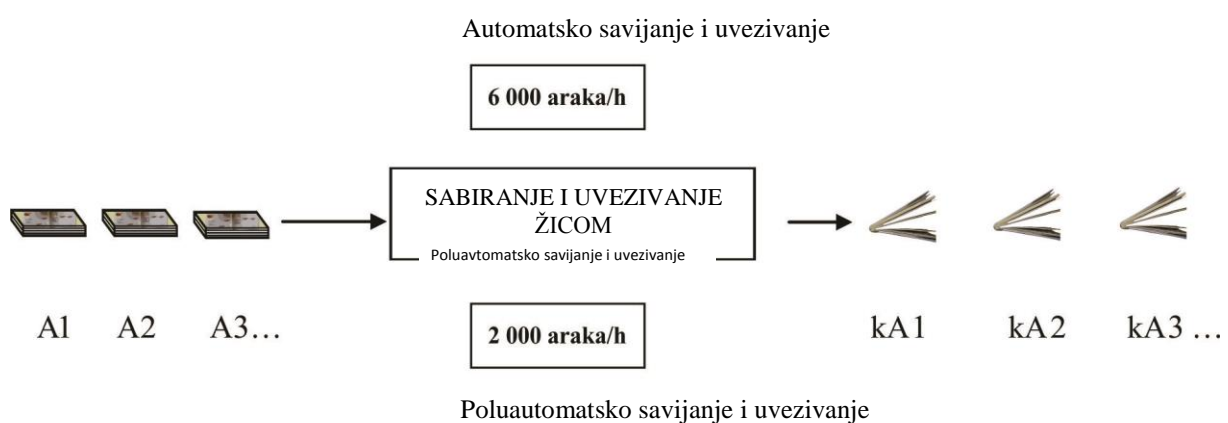 Automatsko savijanje i uvezivanje
6 000 araka/h
SABIRANJE I UVEZIVANJE
ŽICOM
Poluavtomatsko savijanje i uvezivanje
A1 A2 A3... kA1 kA2 kA3 ...
2 000 araka/h
Poluautomatsko savijanje i uvezivanje